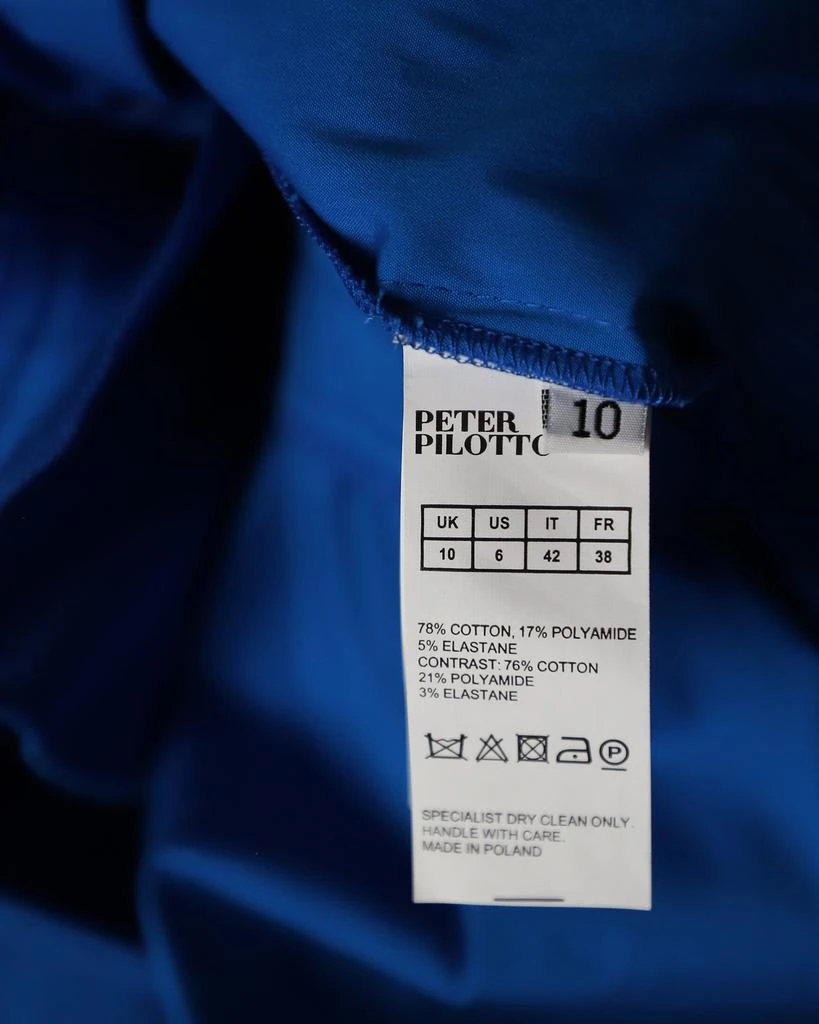 PETER
PILOTTO
10
UK US IT FR
10 6 42 38
78% COTTON, 17% POLYAMIDE
5% ELASTANE
CONTRAST: 76% COTTON
21% POLYAMIDE
3% ELASTANE
P
SPECIALIST DRY CLEAN ONLY.
HANDLE WITH CARE.
MADE IN POLAND